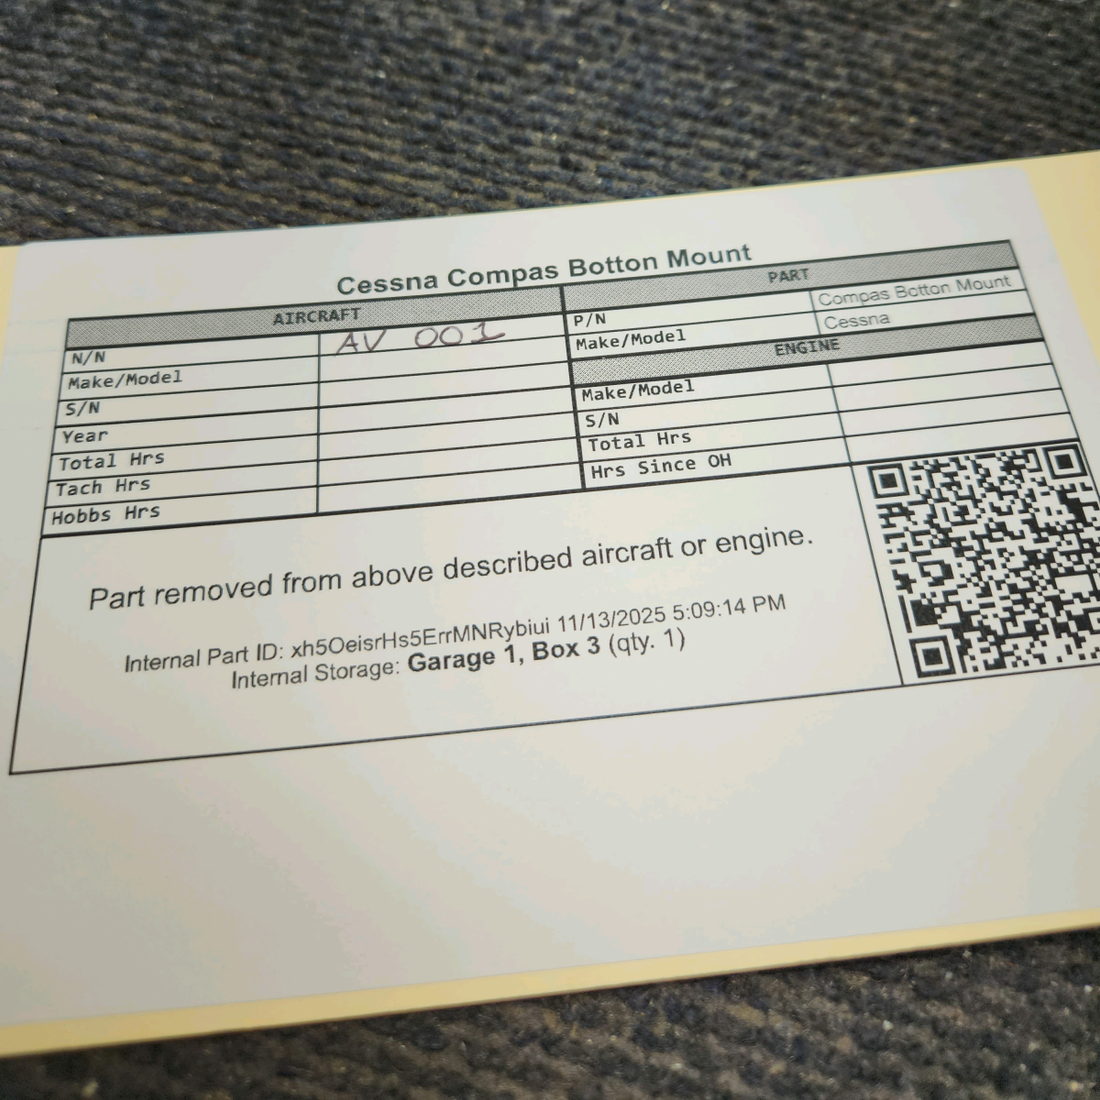 Cessna Compas Botton Mount
AIRCRAFT
N/N AV 001
Make/Model
S/N
Year
Total Hrs
Tach Hrs
Hobbs Hrs
PART
P/N Compas Botton Mount
Make/Model Cessna
ENGINE
Make/Model
S/N
Total Hrs
Hrs Since OH
Part removed from above described aircraft or engine.
Internal Part ID: xh5OeisrHs5ErrMNRybiui 11/13/2025 5:09:14 PM
Internal Storage: Garage 1, Box 3 (qty. 1)